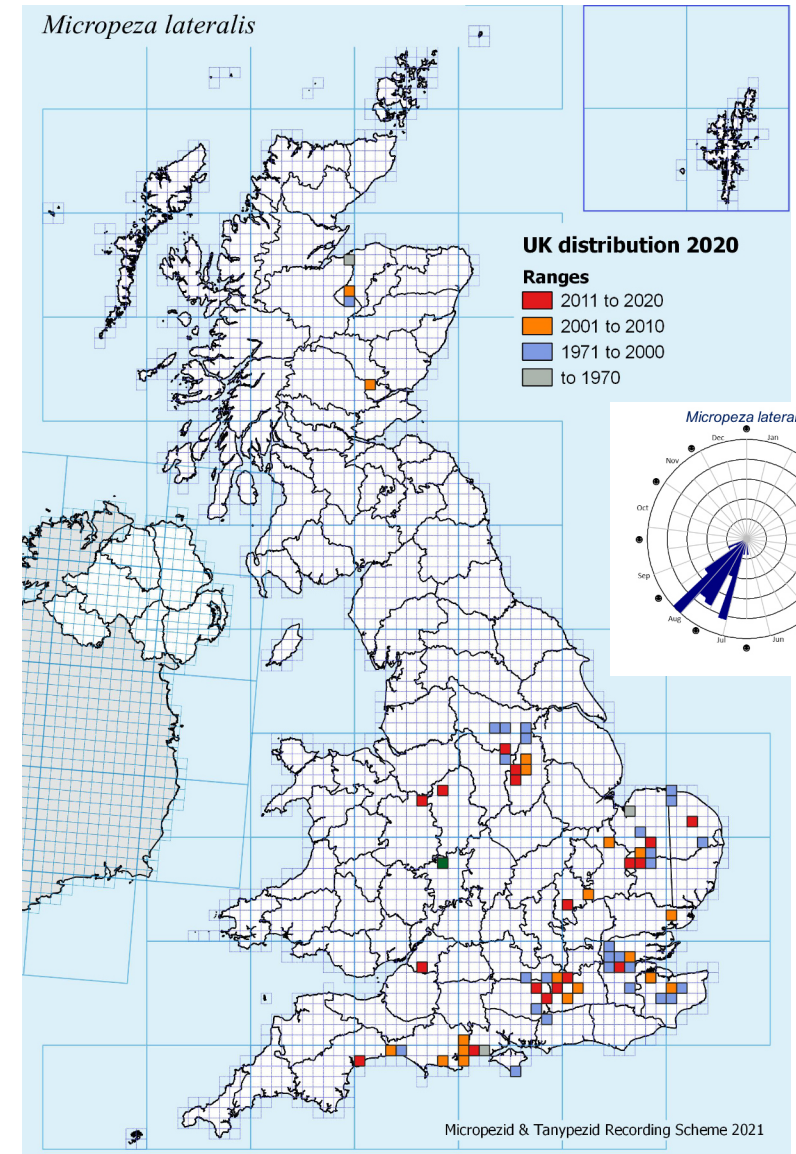 Micropeza lateralis
UK distribution 2020
Ranges
2011 to 2020
2001 to 2010
1971 to 2000
to 1970
Micropeza lateral
Dec
Jan
Nov
Oct
Sep
Aug
Jul
Jun
Micropezid & Tanypezid Recording Scheme 2021